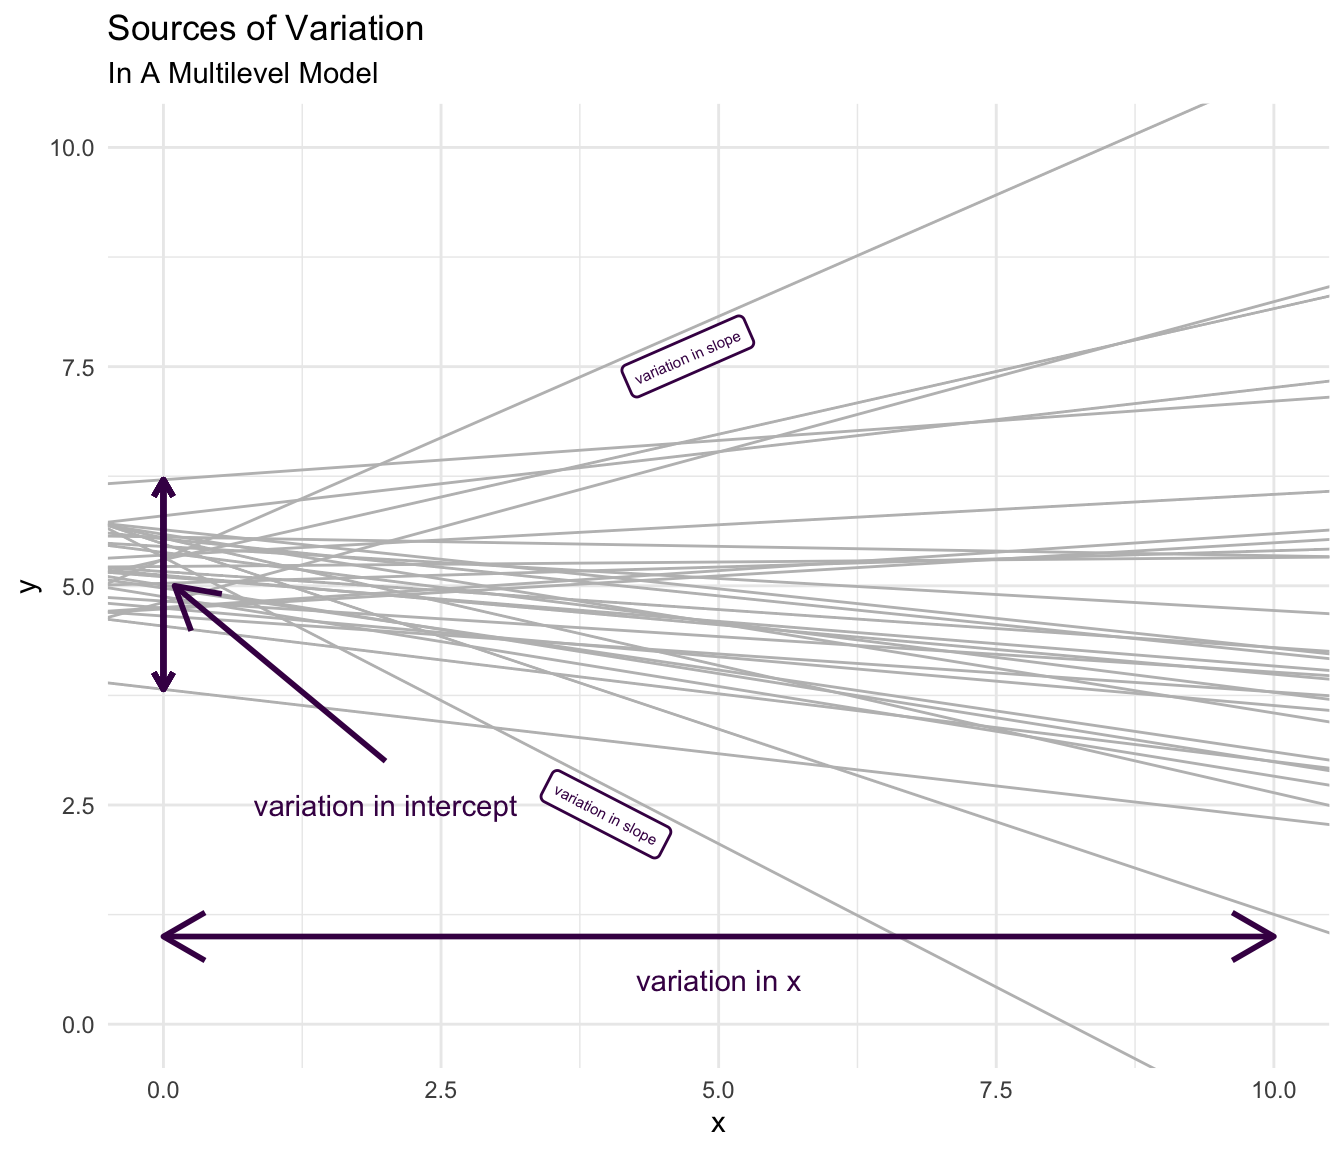 Sources of Variation
In A Multilevel Model
10.0
7.5
5.0
2.5
0.0
y
variation in slope
variation in intercept
variation in slope
variation in x
0.0
2.5
5.0
7.5
10.0
x